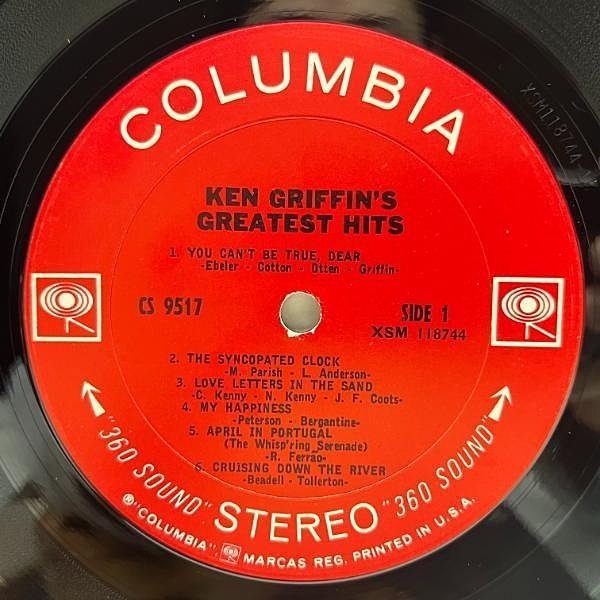 COLUMBIA
KEN GRIFFIN'S
GREATEST HITS
1. YOU CAN'T BE TRUE, DEAR
-Ebeler - Cotton - Otten - Griffin-
CS 9517
SIDE 1
XSM 118744
2. THE SYNCOPATED CLOCK
-M. Parish - L. Anderson-
3. LOVE LETTERS IN THE SAND
-C. Kenny - N. Kenny - J. F. Coots-
4. MY HAPPINESS
-Peterson - Bergantine-
5. APRIL IN PORTUGAL
(The Whisp'ring Serenade)
-R. Ferrao-
6. CRUISING DOWN THE RIVER
-Beadell - Tollerton-
"360 SOUND" STEREO "360 SOUND"
®"COLUMBIA", MARCAS REG. PRINTED IN U.S.A.
XSM118744